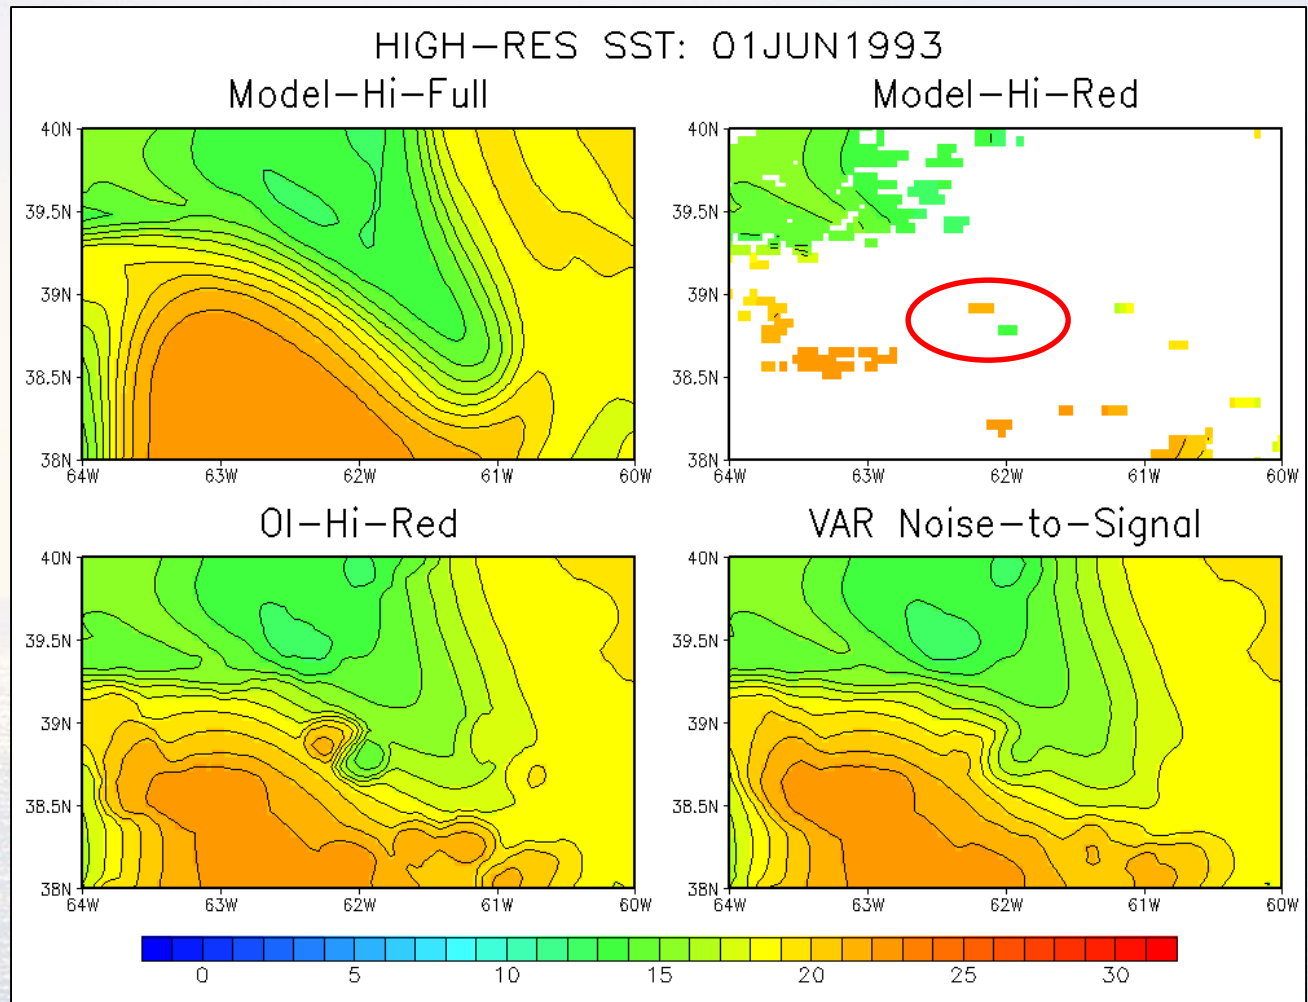 HIGH-RES SST: 01JUN1993
Model-Hi-Full
Model-Hi-Red
40N
39.5N
39N
38.5N
38N
64W 63W 62W 61W 60W
40N
39.5N
39N
38.5N
38N
64W 63W 62W 61W 60W
OI-Hi-Red
VAR Noise-to-Signal
40N
39.5N
39N
38.5N
38N
64W 63W 62W 61W 60W
40N
39.5N
39N
38.5N
38N
64W 63W 62W 61W 60W
0 5 10 15 20 25 30